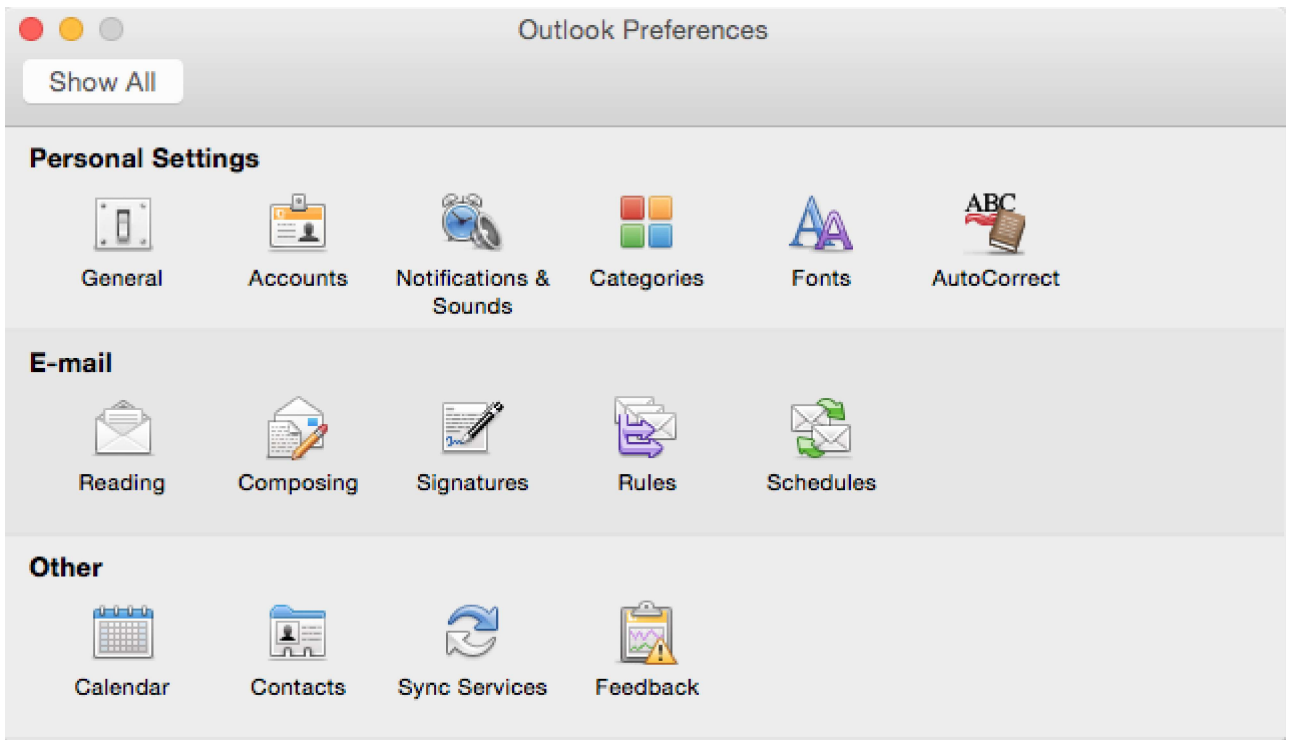 Outlook Preferences
Show All
Personal Settings
General
Accounts
Notifications &
Sounds
Categories
Fonts
ABC
AutoCorrect
E-mail
Reading
Composing
Signatures
Rules
Schedules
Other
Calendar
Contacts
Sync Services
Feedback